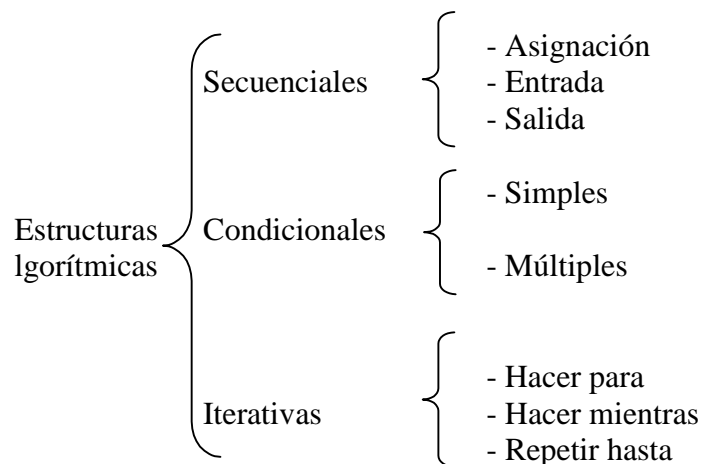 Estructuras
lgorítmicas
Secuenciales
- Asignación
- Entrada
- Salida
Condicionales
- Simples
- Múltiples
Iterativas
- Hacer para
- Hacer mientras
- Repetir hasta